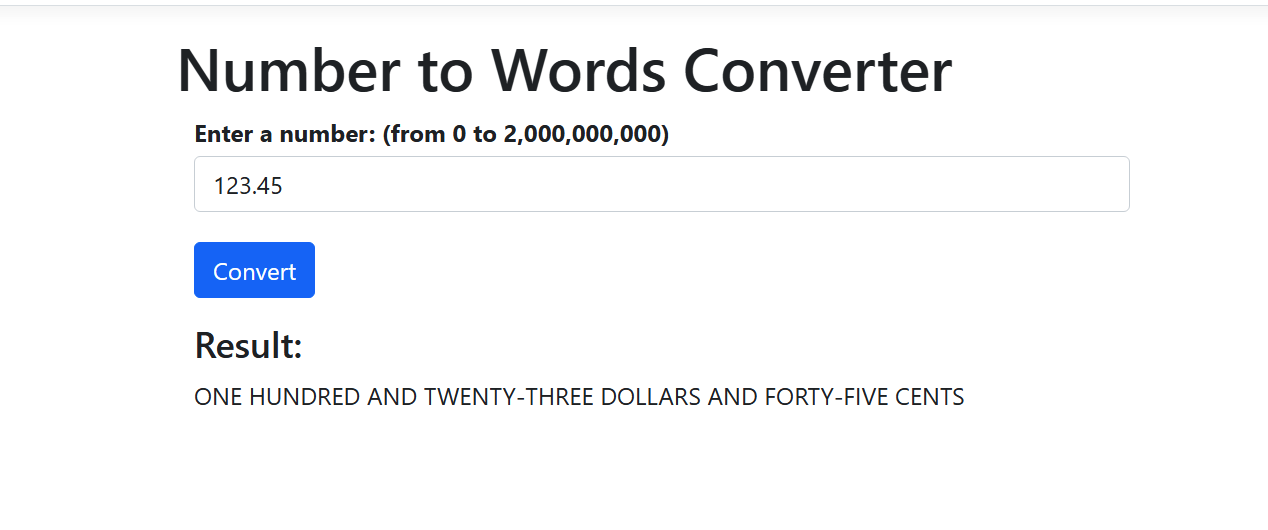 Number to Words Converter
Enter a number: (from 0 to 2,000,000,000)
123.45
Convert
Result:
ONE HUNDRED AND TWENTY-THREE DOLLARS AND FORTY-FIVE CENTS